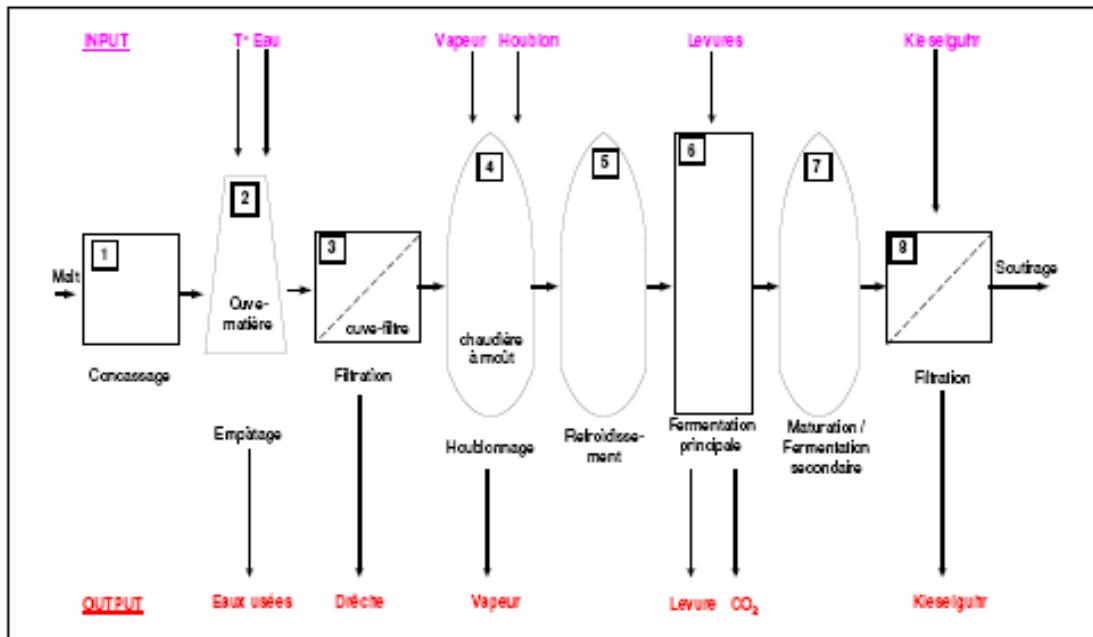 INPUT
T° Eau
Vapeur Houblon
Levures
Kieselguhr
1
2
3
4
5
6
7
8
Malt
Cuve-
matière
cuve-filtre
chaudière
à moût
Soutirage
Concassage
Empâtage
Filtration
Houblonnage
Refroidisse-
ment
Fermentation
principale
Maturation /
Fermentation
secondaire
Filtration
OUTPUT
Eaux usées
Drêche
Vapeur
Levure CO₂
Kieselguhr